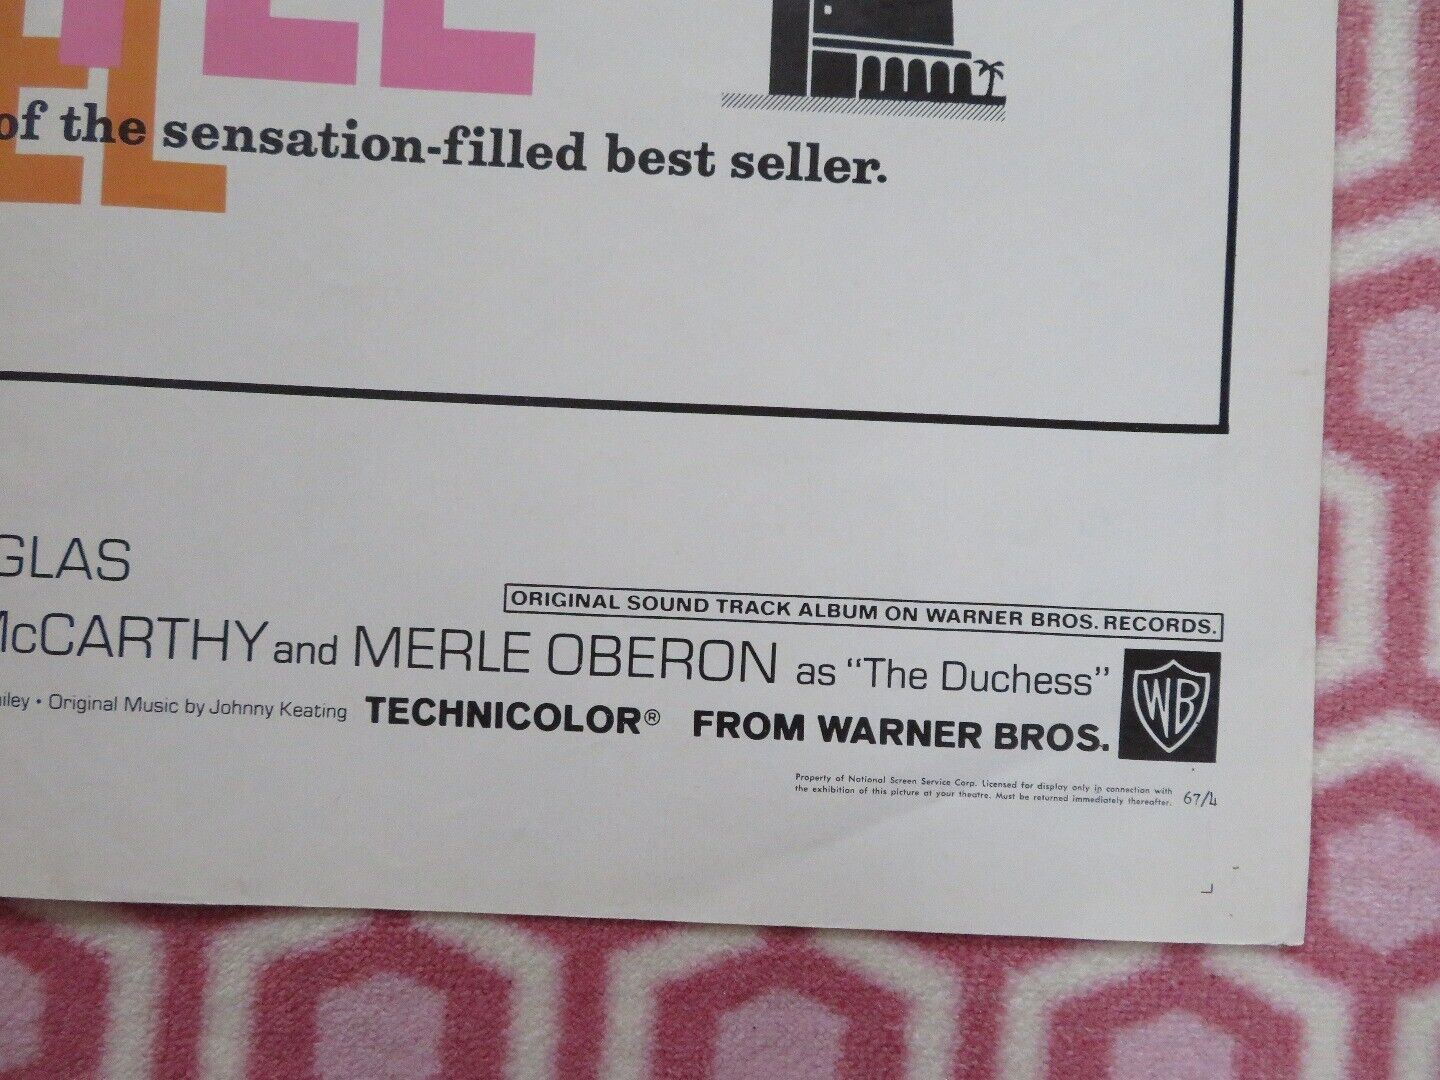 EL
of the sensation-filled best seller.
GLAS
ORIGINAL SOUND TRACK ALBUM ON WARNER BROS. RECORDS.
McCARTHY and MERLE OBERON as "The Duchess"
iley • Original Music by Johnny Keating TECHNICOLOR® FROM WARNER BROS.
WB
Property of National Screen Service Corp. Licensed for display only in connection with
the exhibition of this picture at your theatre. Must be returned immediately thereafter. 67/4